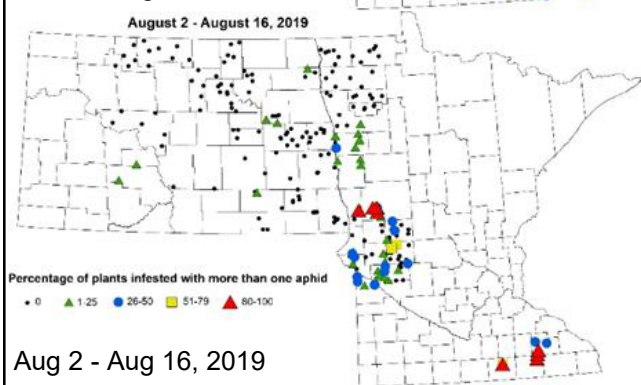 August 2 - August 16, 2019
Percentage of plants infested with more than one aphid
0 1-25 26-50 51-79 80-100
Aug 2 - Aug 16, 2019